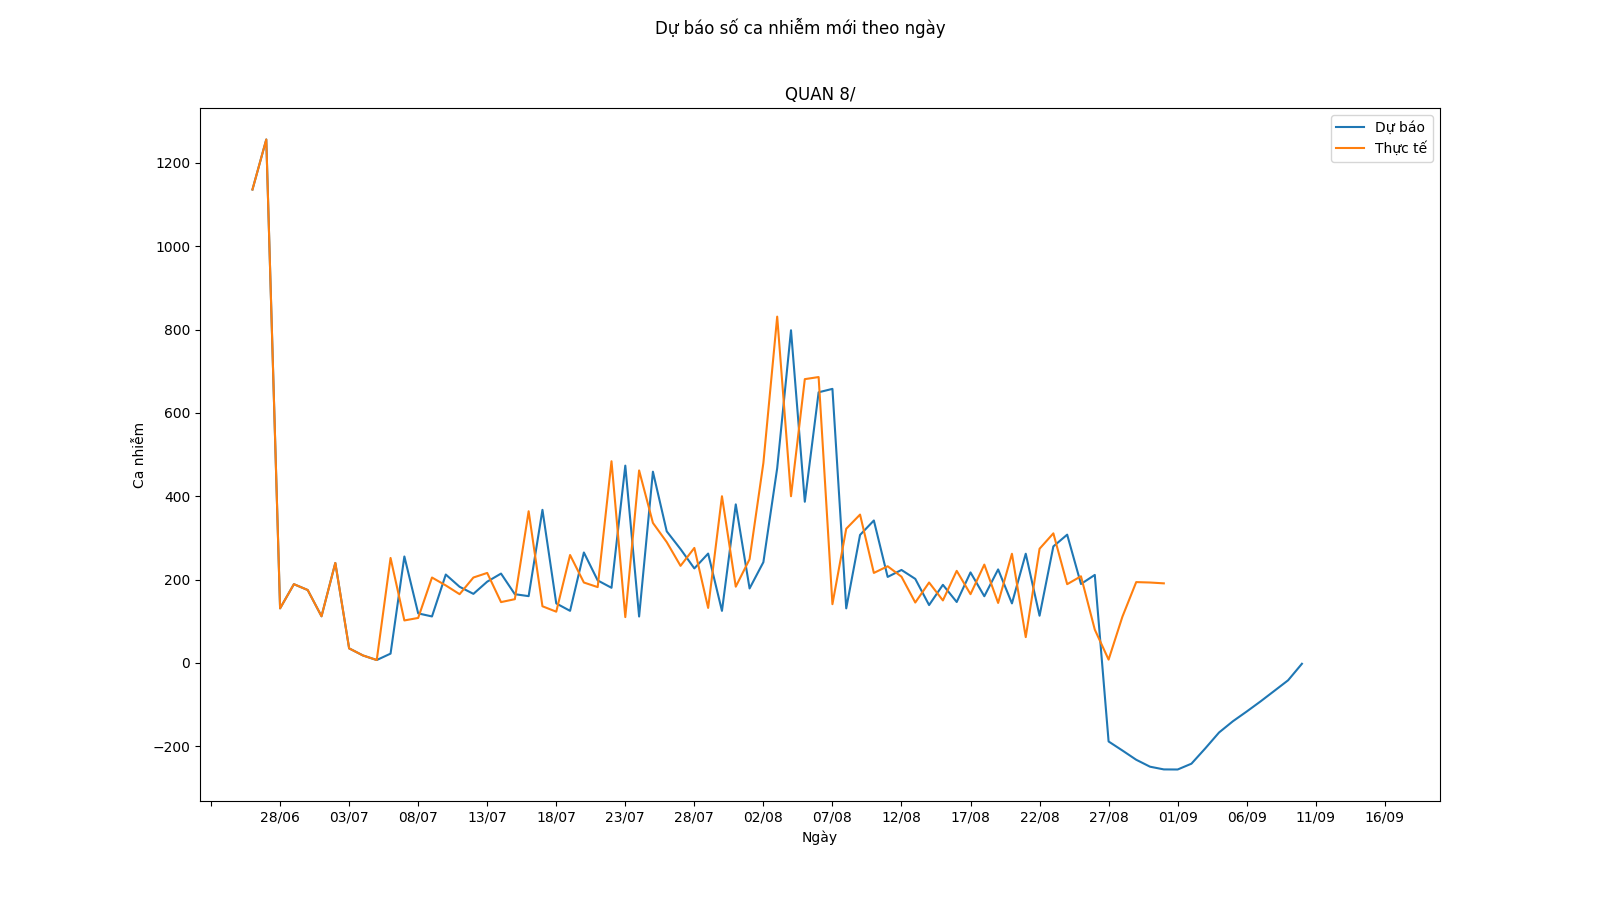 Dự báo số ca nhiễm mới theo ngày
QUAN 8/
Dự báo
Thực tế
1200
1000
800
600
400
200
0
−200
Ca nhiễm
28/06 03/07 08/07 13/07 18/07 23/07 28/07 02/08 07/08 12/08 17/08 22/08 27/08 01/09 06/09 11/09 16/09
Ngày